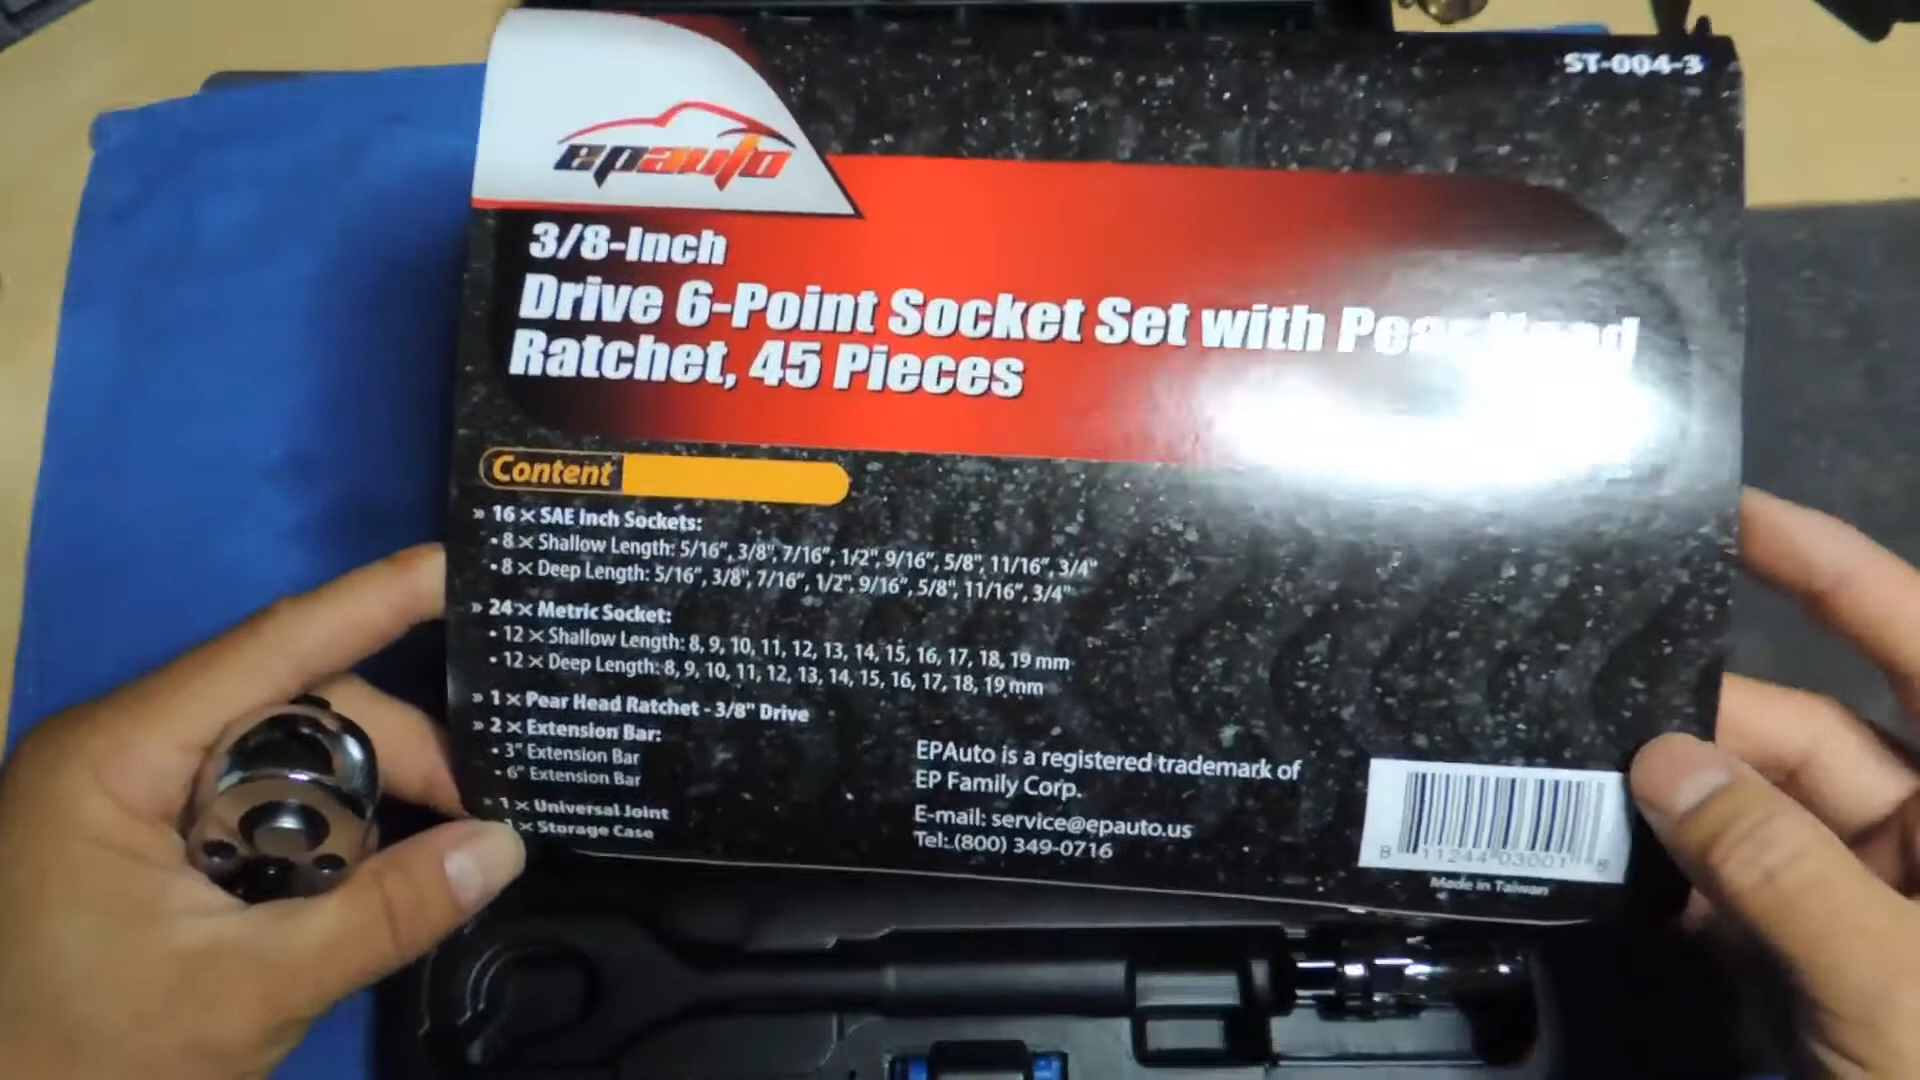 ST-004-3
epauto
3/8-Inch
Drive 6-Point Socket Set with Pear Head
Ratchet, 45 Pieces
Content
» 16 × SAE Inch Sockets:
• 8 × Shallow Length: 5/16", 3/8", 7/16", 1/2", 9/16", 5/8", 11/16", 3/4"
• 8 × Deep Length: 5/16", 3/8", 7/16", 1/2", 9/16", 5/8", 11/16", 3/4"
» 24 × Metric Socket:
• 12 × Shallow Length: 8, 9, 10, 11, 12, 13, 14, 15, 16, 17, 18, 19 mm
• 12 × Deep Length: 8, 9, 10, 11, 12, 13, 14, 15, 16, 17, 18, 19 mm
» 1 × Pear Head Ratchet - 3/8" Drive
» 2 × Extension Bar:
• 3" Extension Bar
• 6" Extension Bar
» 1 × Universal Joint
1 × Storage Case
EPAuto is a registered trademark of
EP Family Corp.
E-mail: service@epauto.us
Tel: (800) 349-0716
8 11244 03001 8
Made in Taiwan